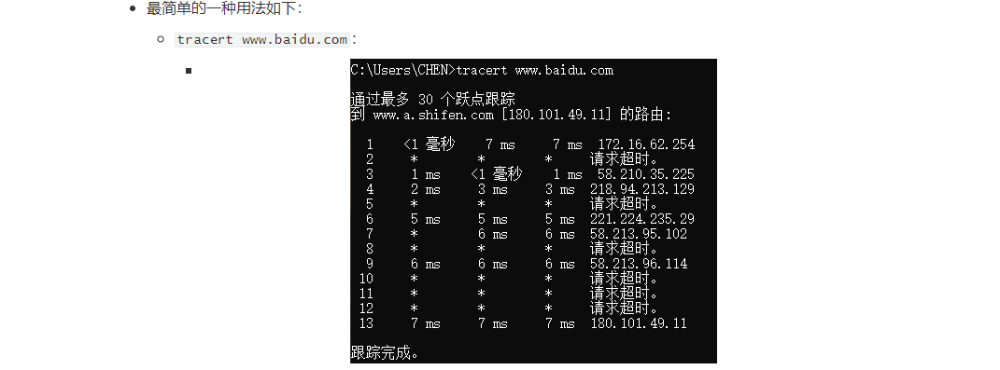 最简单的一种用法如下：
tracert www.baidu.com：
C:\Users\CHEN>tracert www.baidu.com
通过最多 30 个跃点跟踪
到 www.a.shifen.com [180.101.49.11] 的路由:
1 <1 毫秒 7 ms 7 ms 172.16.62.254
2 * * * 请求超时。
3 1 ms <1 毫秒 1 ms 58.210.35.225
4 2 ms 3 ms 3 ms 218.94.213.129
5 * * * 请求超时。
6 5 ms 5 ms 5 ms 221.224.235.29
7 * 6 ms 6 ms 58.213.95.102
8 * * * 请求超时。
9 6 ms 6 ms 6 ms 58.213.96.114
10 * * * 请求超时。
11 * * * 请求超时。
12 * * * 请求超时。
13 7 ms 7 ms 7 ms 180.101.49.11
跟踪完成。